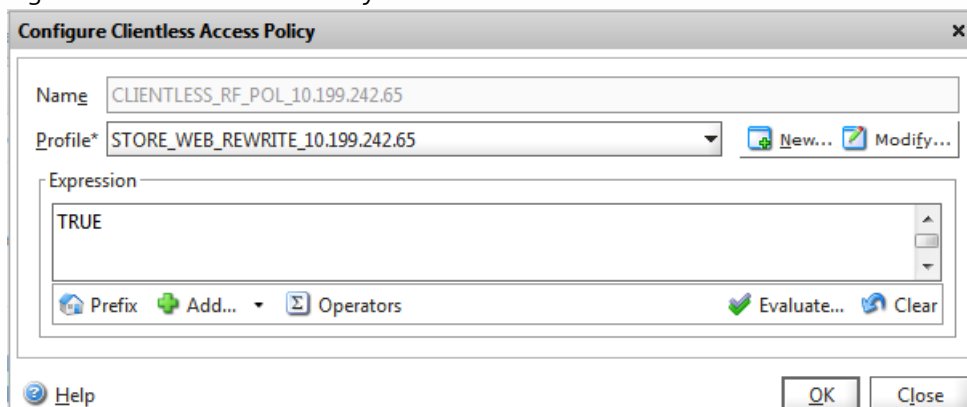 Configure Clientless Access Policy
Name CLIENTLESS_RF_POL_10.199.242.65
Profile* STORE_WEB_REWRITE_10.199.242.65 New... Modify...
Expression
TRUE
Prefix Add... Σ Operators Evaluate... Clear
Help OK Close